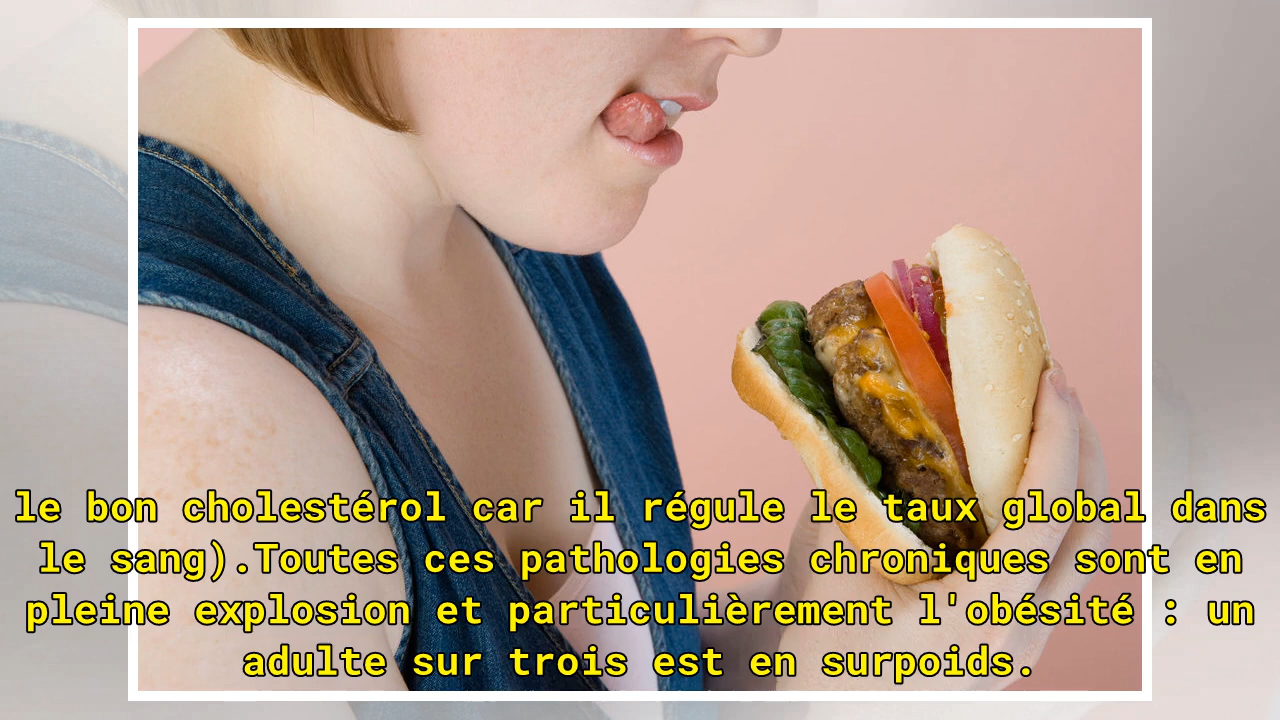 le bon cholestérol car il régule le taux global dans
le sang).Toutes ces pathologies chroniques sont en
pleine explosion et particulièrement l'obésité : un
adulte sur trois est en surpoids.